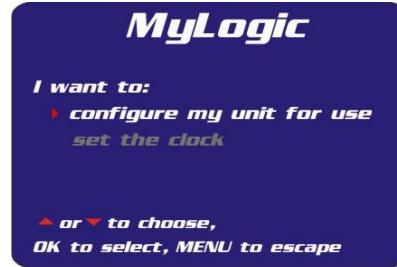 MyLogic
I want to:
configure my unit for use
set the clock
or to choose,
OK to select, MENU to escape